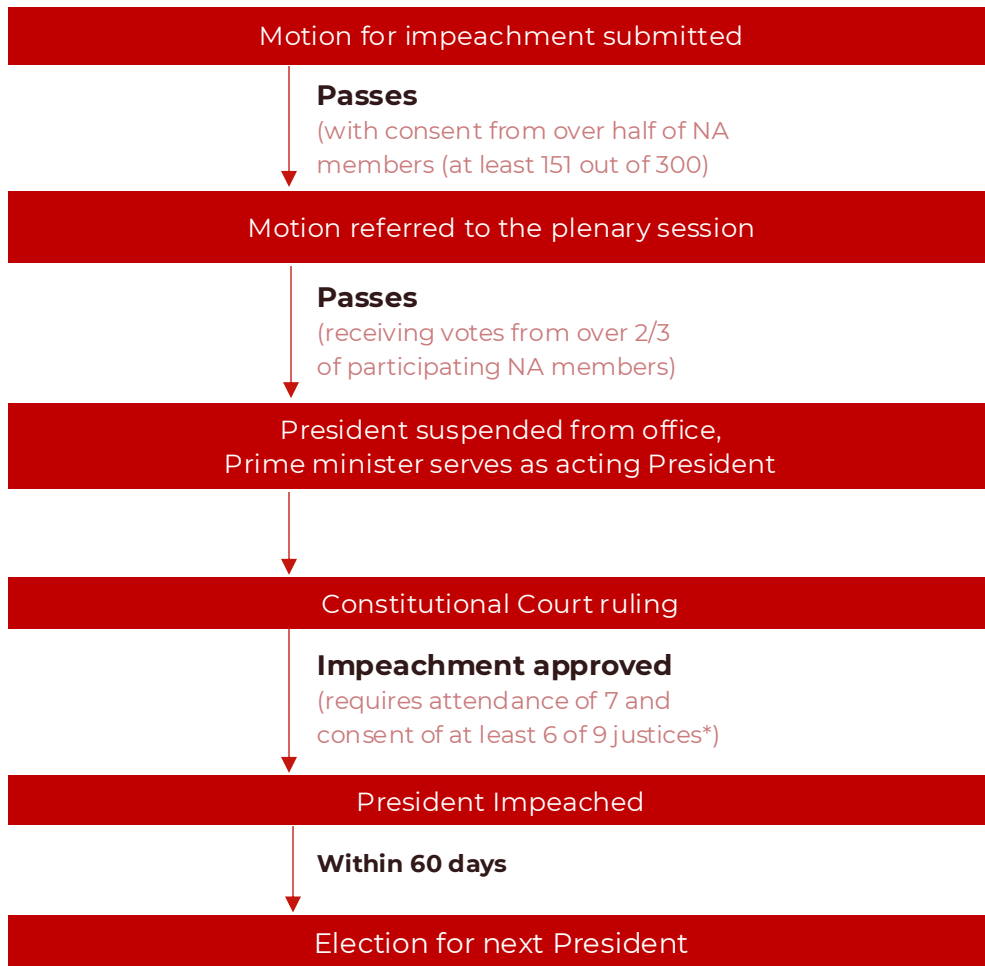 Motion for impeachment submitted
Passes
(with consent from over half of NA
members (at least 151 out of 300)
Motion referred to the plenary session
Passes
(receiving votes from over 2/3
of participating NA members)
President suspended from office,
Prime minister serves as acting President
Constitutional Court ruling
Impeachment approved
(requires attendance of 7 and
consent of at least 6 of 9 justices*)
President Impeached
Within 60 days
Election for next President